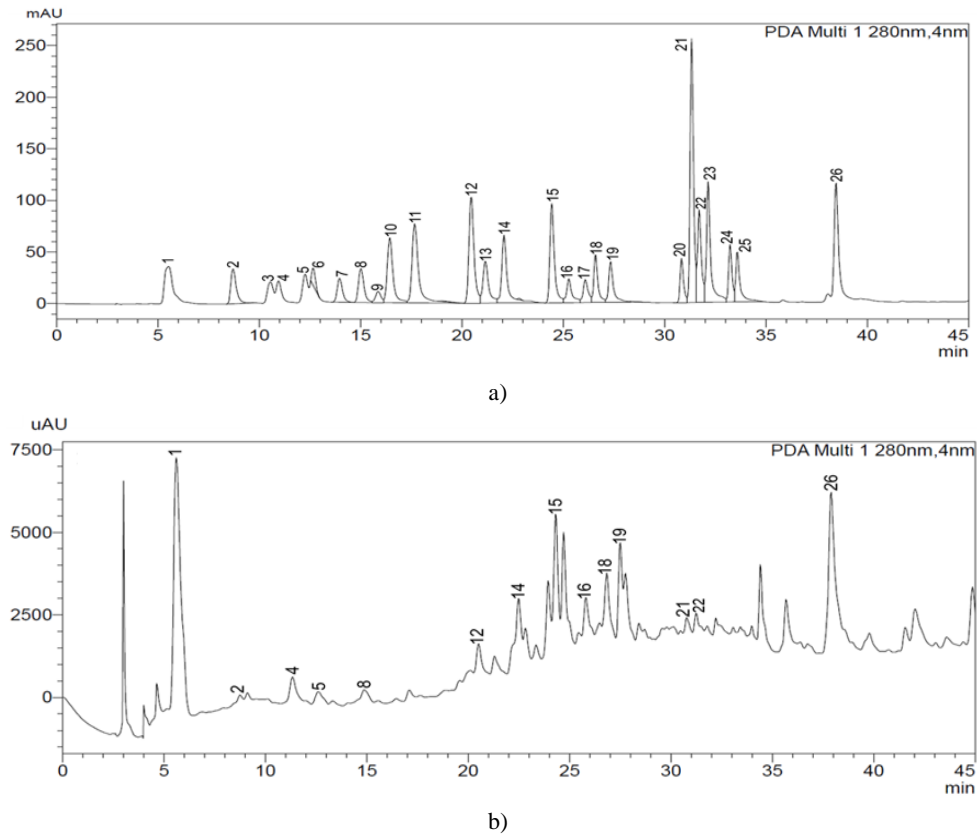 mAU
PDA Multi 1 280nm,4nm
250
200
150
100
50
0
1 2 3 4 5 6 7 8 9 10 11 12 13 14 15 16 17 18 19 20 21 22 23 24 25 26
0 5 10 15 20 25 30 35 40 45
min
a)
uAU
PDA Multi 1 280nm,4nm
7500
5000
2500
0
1 2 4 5 8 12 14 15 16 18 19 21 22 26
0 5 10 15 20 25 30 35 40 45
min
b)